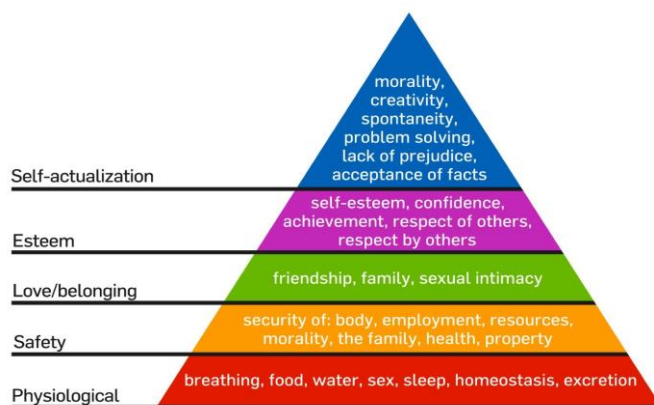 morality,
creativity,
spontaneity,
problem solving,
lack of prejudice,
acceptance of facts
Self-actualization
self-esteem, confidence,
achievement, respect of others,
respect by others
Esteem
friendship, family, sexual intimacy
Love/belonging
security of: body, employment, resources,
morality, the family, health, property
Safety
breathing, food, water, sex, sleep, homeostasis, excretion
Physiological